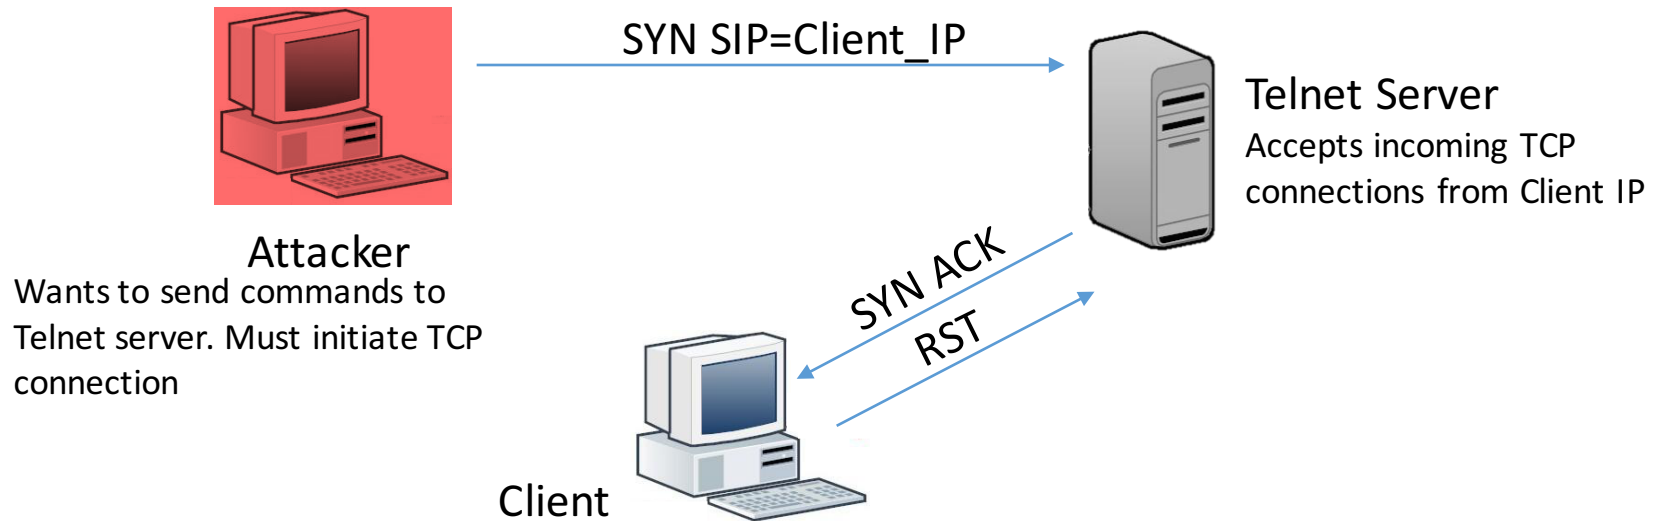 SYN SIP=Client_IP
Telnet Server
Accepts incoming TCP
connections from Client IP
Attacker
Wants to send commands to
Telnet server. Must initiate TCP
connection
SYN ACK
RST
Client